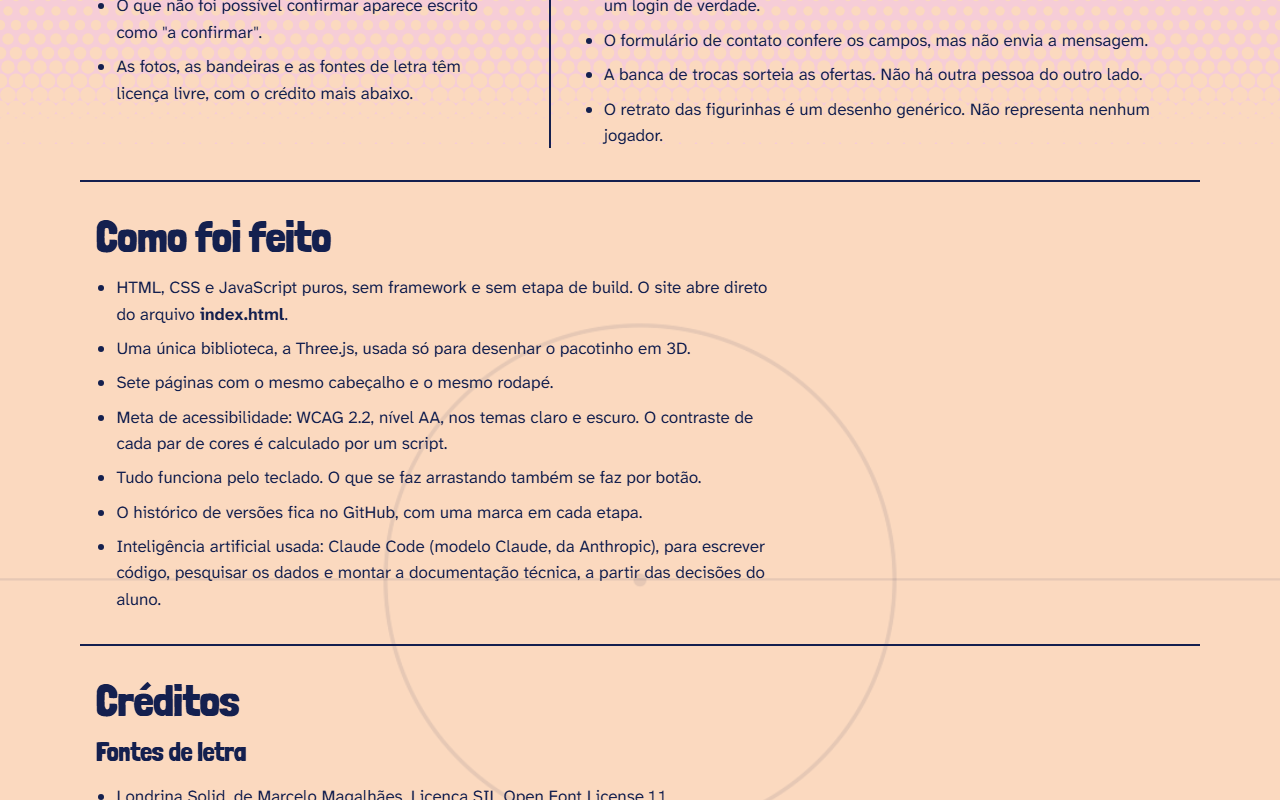 O que não foi possível confirmar aparece escrito
como "a confirmar".
As fotos, as bandeiras e as fontes de letra têm
licença livre, com o crédito mais abaixo.
um login de verdade.
O formulário de contato confere os campos, mas não envia a mensagem.
A banca de trocas sorteia as ofertas. Não há outra pessoa do outro lado.
O retrato das figurinhas é um desenho genérico. Não representa nenhum
jogador.
Como foi feito
HTML, CSS e JavaScript puros, sem framework e sem etapa de build. O site abre direto
do arquivo index.html.
Uma única biblioteca, a Three.js, usada só para desenhar o pacotinho em 3D.
Sete páginas com o mesmo cabeçalho e o mesmo rodapé.
Meta de acessibilidade: WCAG 2.2, nível AA, nos temas claro e escuro. O contraste de
cada par de cores é calculado por um script.
Tudo funciona pelo teclado. O que se faz arrastando também se faz por botão.
O histórico de versões fica no GitHub, com uma marca em cada etapa.
Inteligência artificial usada: Claude Code (modelo Claude, da Anthropic), para escrever
código, pesquisar os dados e montar a documentação técnica, a partir das decisões do
aluno.
Créditos
Fontes de letra
Londrina Solid, de Marcelo Magalhães. Licença SIL Open Font License 1.1